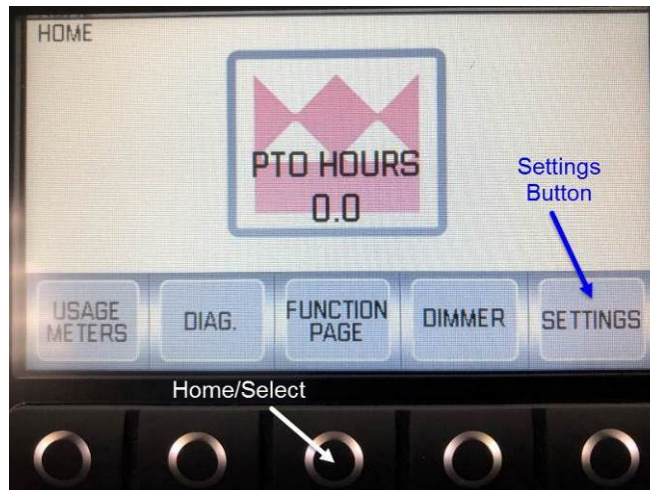 HOME
PTO HOURS
0.0
Settings
Button
USAGE
METERS
DIAG.
FUNCTION
PAGE
DIMMER
SETTINGS
Home/Select